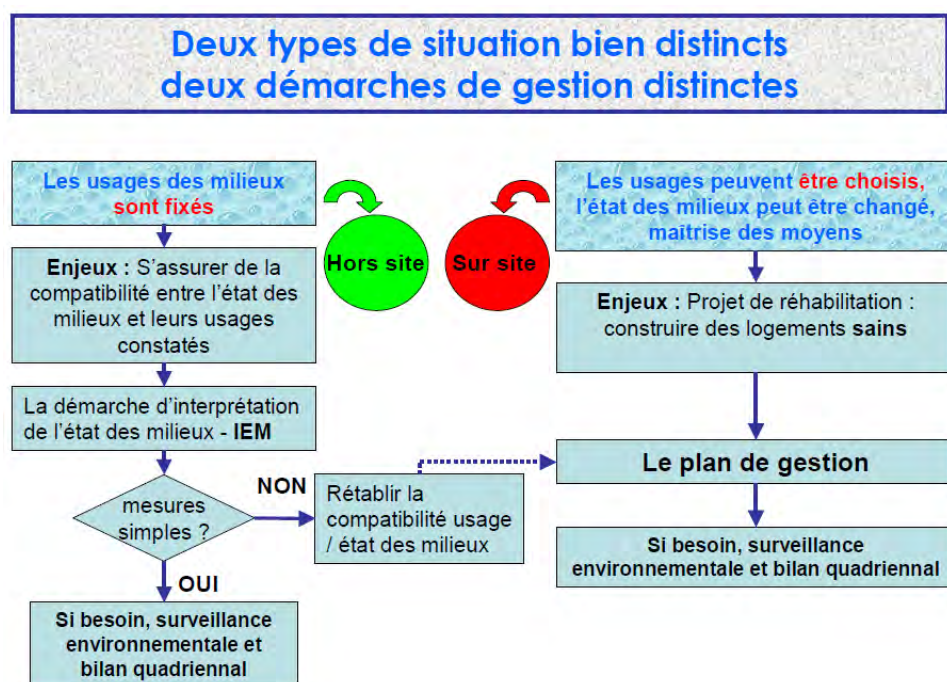 Deux types de situation bien distincts
deux démarches de gestion distinctes
Les usages des milieux
sont fixés
Enjeux : S'assurer de la
compatibilité entre l'état des
milieux et leurs usages
constatés
La démarche d'interprétation
de l'état des milieux - IEM
mesures
simples ?
NON
OUI
Rétablir la
compatibilité usage
/ état des milieux
Si besoin, surveillance
environnementale et
bilan quadriennal
Hors site
Sur site
Les usages peuvent être choisis,
l'état des milieux peut être changé,
maîtrise des moyens
Enjeux : Projet de réhabilitation :
construire des logements sains
Le plan de gestion
Si besoin, surveillance
environnementale et bilan quadriennal